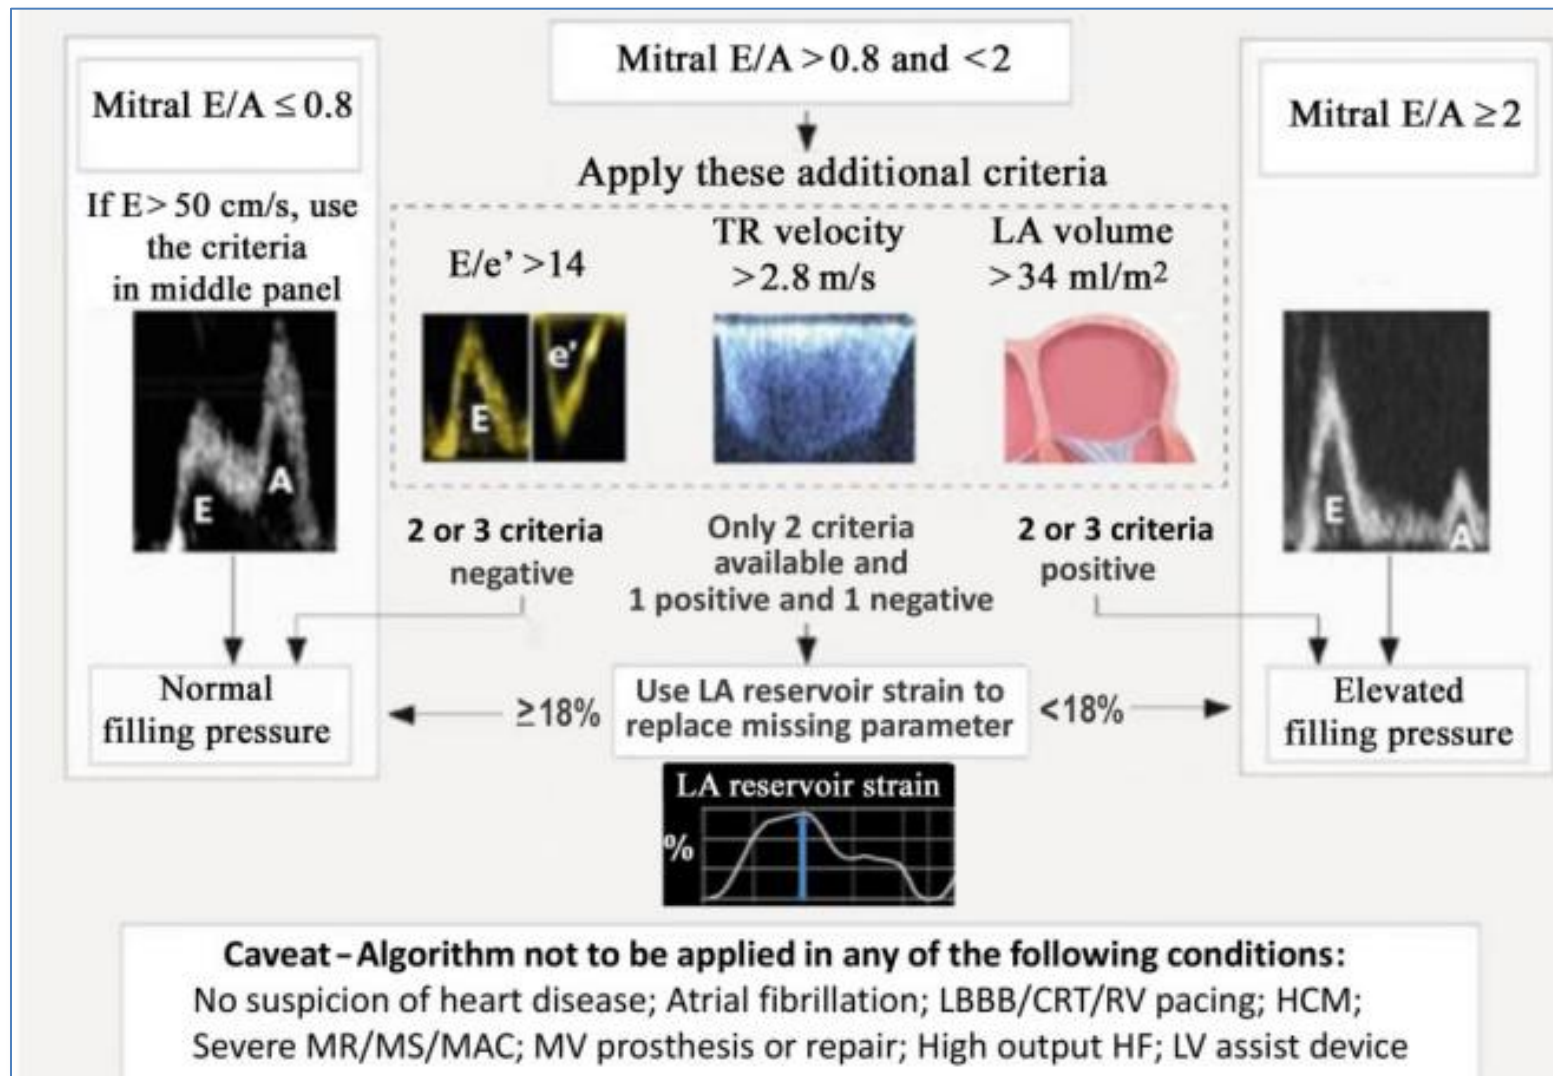 Mitral E/A > 0.8 and <2
Mitral E/A ≤ 0.8
Mitral E/A ≥ 2
Apply these additional criteria
If E> 50 cm/s, use
the criteria
in middle panel
E/e’ >14
TR velocity
>2.8 m/s
LA volume
>34 ml/m²
E
A
E
e’
E
A
2 or 3 criteria
negative
Only 2 criteria
available and
1 positive and 1 negative
2 or 3 criteria
positive
Normal
filling pressure
≥18%
Use LA reservoir strain to
replace missing parameter
<18%
Elevated
filling pressure
LA reservoir strain
%
Caveat – Algorithm not to be applied in any of the following conditions:
No suspicion of heart disease; Atrial fibrillation; LBBB/CRT/RV pacing; HCM;
Severe MR/MS/MAC; MV prosthesis or repair; High output HF; LV assist device